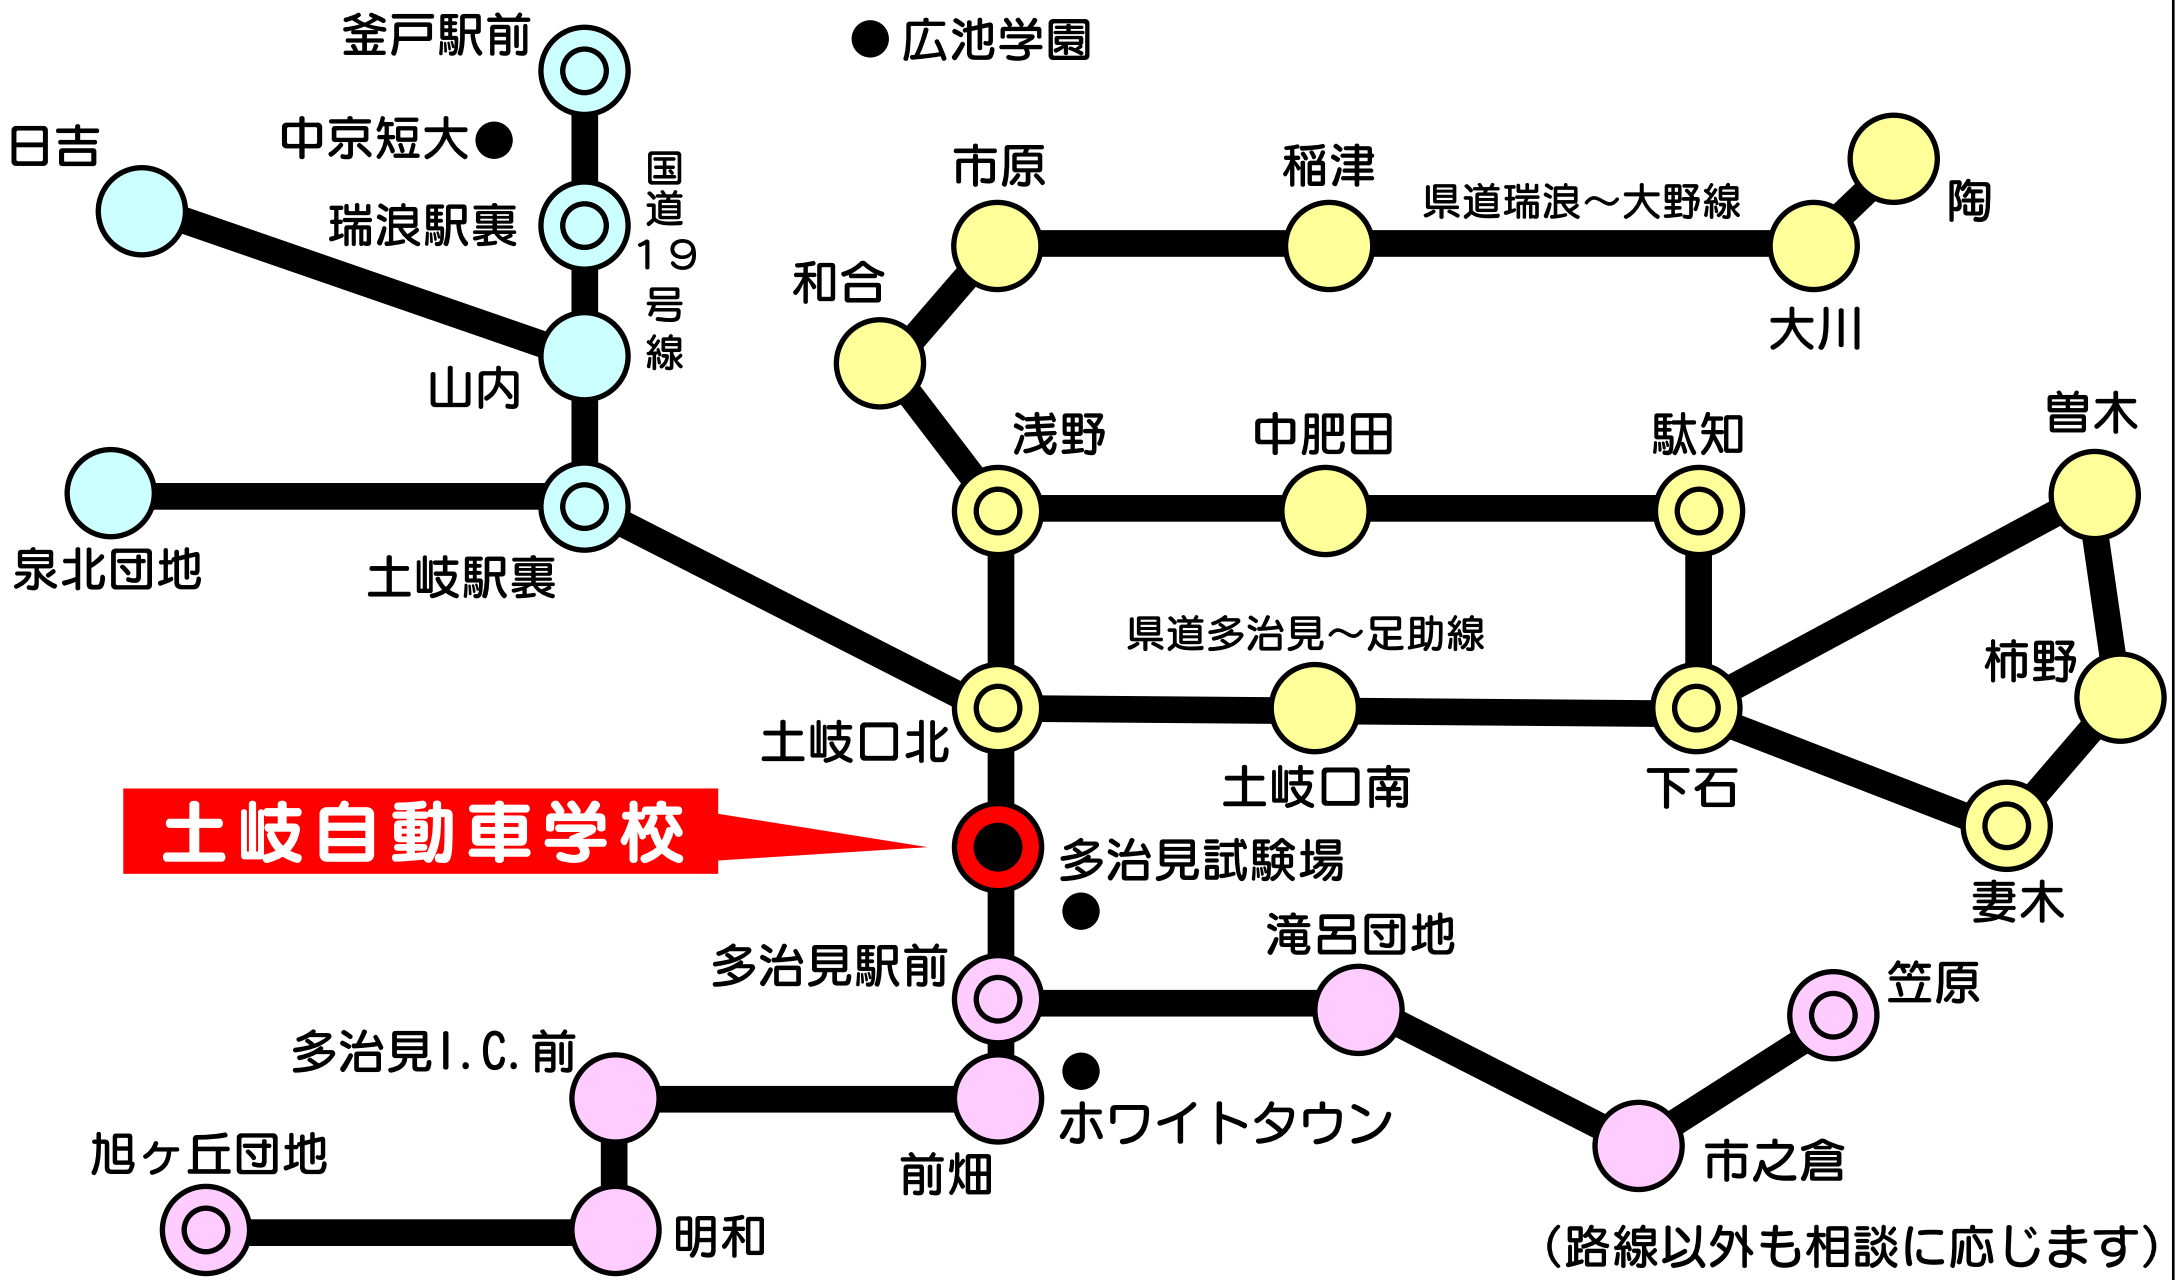 釜戸駅前
広池学園
中京短大
日吉
国道19号線
瑞浪駅裏
市原
稲津
県道瑞浪～大野線
陶
和合
大川
山内
浅野
中肥田
駄知
曽木
泉北団地
土岐駅裏
県道多治見～足助線
柿野
土岐口北
土岐口南
下石
土岐自動車学校
多治見試験場
妻木
多治見駅前
滝呂団地
笠原
多治見I.C.前
ホワイトタウン
旭ヶ丘団地
前畑
市之倉
明和
（路線以外も相談に応じます）